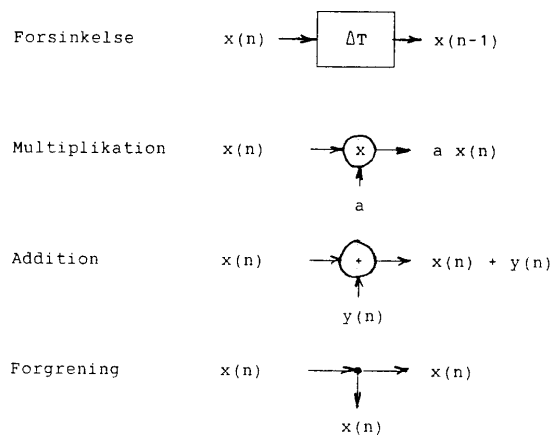 Forsinkelse x(n) ΔT x(n-1)
Multiplikation x(n) x a x(n)
a
Addition x(n) + x(n) + y(n)
y(n)
Forgrening x(n) x(n)
x(n)